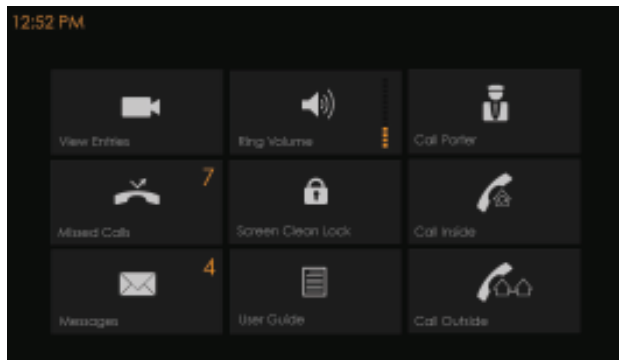 12:52 PM
View Entries
Ring Volume
Call Porter
7
Missed Calls
Screen Clean Lock
Call Inside
4
Messages
User Guide
Call Outside